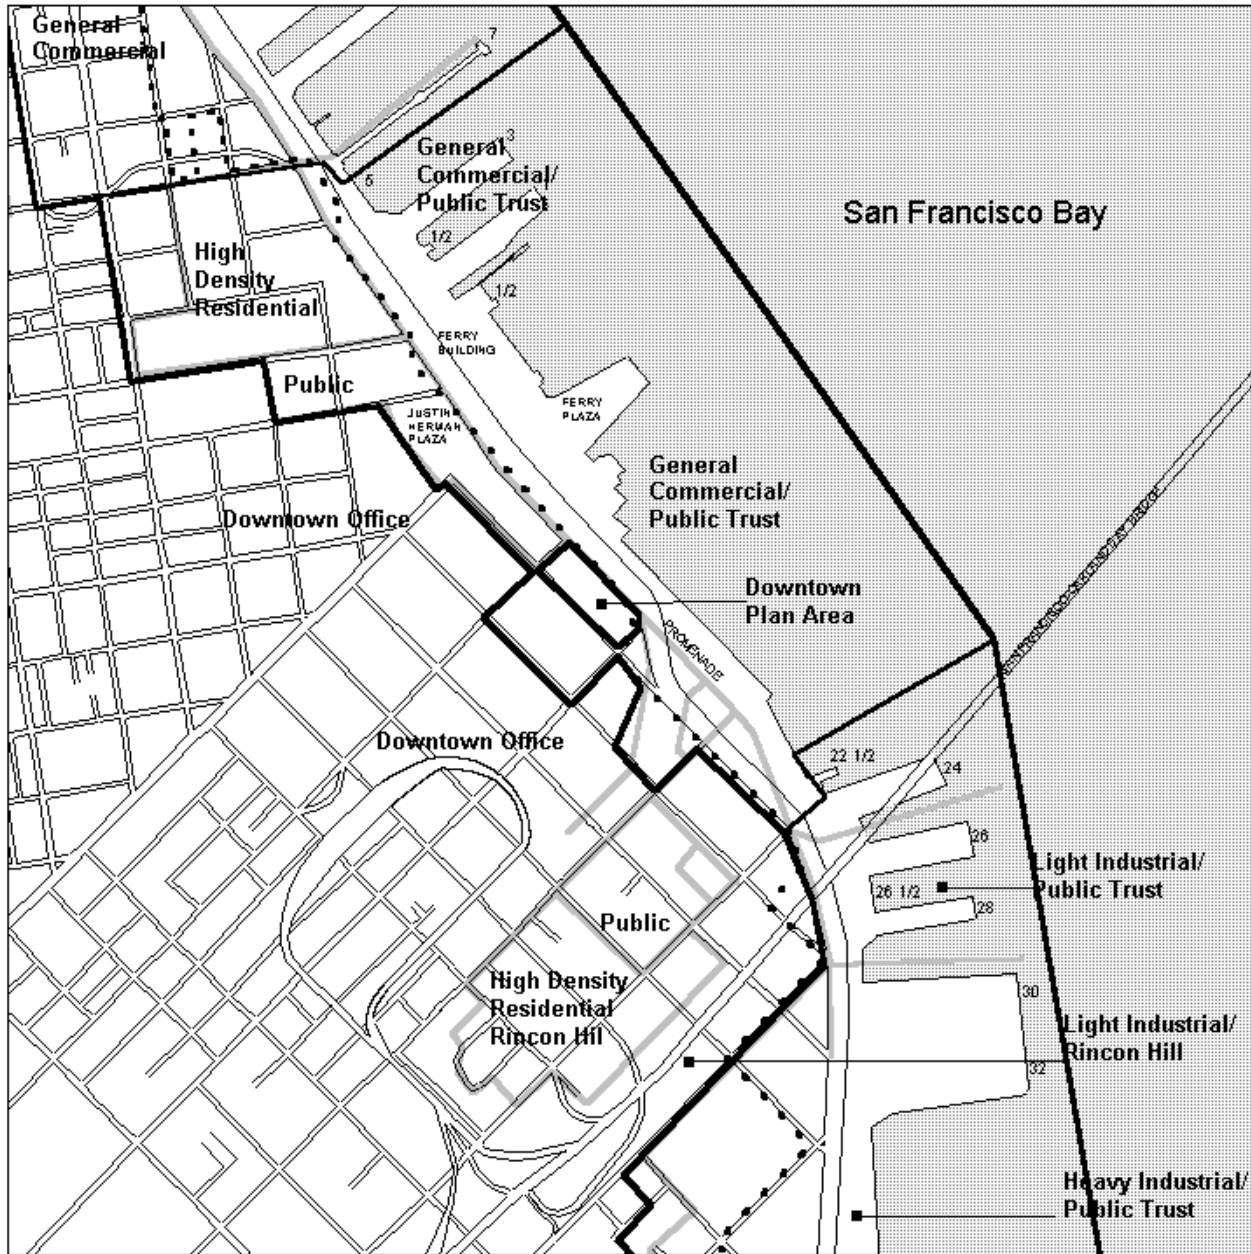 General
Commercial
7
3
General
Commercial/
Public Trust
5
1
1/2
San Francisco Bay
High
Density
Residential
1/2
FERRY
BUILDING
Public
FERRY
PLAZA
JUSTIN
HERMAN
PLAZA
General
Commercial/
Public Trust
Downtown Office
Downtown
Plan Area
PROMENADE
Downtown Office
22 1/2
24
26
Light Industrial/
Public Trust
26 1/2
28
Public
High Density
Residential
Rincon Hill
30
Light Industrial/
Rincon Hill
32
Heavy Industrial/
Public Trust